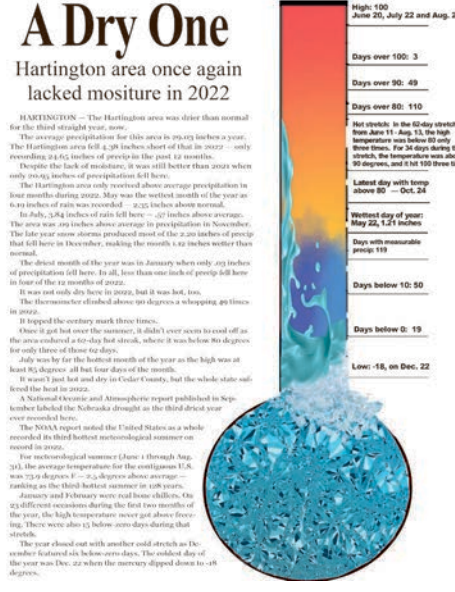 A Dry One
Hartington area once again
lacked mositure in 2022
HARTINGTON — The Hartington area was drier than normal
for the third straight year, now.
The average precipitation for this area is 29.03 inches a year.
The Hartington area fell 4.38 inches short of that in 2022 — only
recording 24.65 inches of precip in the past 12 months.
Despite the lack of moisture, it was still better than 2021 when
only 20.95 inches of precipitation fell here.
The Hartington area only received above average precipitation in
four months during 2022. May was the wettest month of the year as
6.19 inches of rain was recorded — 2.35 inches above normal.
In July, 3.84 inches of rain fell here — .57 inches above average.
The area was .09 inches above average in precipitation in November.
The late year snow storms produced most of the 2.20 inches of precip
that fell here in December, making the month 1.12 inches wetter than
normal.
The driest month of the year was in January when only .03 inches
of precipitation fell here. In all, less than one inch of precip fell here
in four of the 12 months of 2022.
It was not only dry here in 2022, but it was hot, too.
The thermometer climbed above 90 degrees a whopping 49 times
in 2022.
It topped the century mark three times.
Once it got hot over the summer, it didn't ever seem to cool off as
the area endured a 62-day hot streak, where it was below 80 degrees
for only three of those 62 days.
July was by far the hottest month of the year as the high was at
least 85 degrees all but four days of the month.
It wasn't just hot and dry in Cedar County, but the whole state suf-
fered the heat in 2022.
A National Oceanic and Atmospheric report published in Sep-
tember labeled the Nebraska drought as the third driest year
ever recorded here.
The NOAA report noted the United States as a whole
recorded its third hottest meteorological summer on
record in 2022.
For meteorological summer (June 1 through Aug.
31), the average temperature for the contiguous U.S.
was 73.9 degrees F — 2.5 degrees above average —
ranking as the third-hottest summer in 128 years.
January and February were real bone chillers. On
23 different occasions during the first two months of
the year, the high temperature never got above freez-
ing. There were also 15 below-zero days during that
stretch.
The year closed out with another cold stretch as De-
cember featured six below-zero days. The coldest day of
the year was Dec. 22 when the mercury dipped down to -18
degrees.
High: 100
June 20, July 22 and Aug. 2
Days over 100: 3
Days over 90: 49
Days over 80: 110
Hot stretch: In the 62-day stretch
from June 11 - Aug. 13, the high
temperature was below 80 only
three times. For 34 days during t
stretch, the temperature was abo
90 degrees, and it hit 100 three ti
Latest day with temp
above 80 — Oct. 24
Wettest day of year:
May 22, 1.21 inches
Days with measurable
precip: 119
Days below 10: 50
Days below 0: 19
Low: -18, on Dec. 22